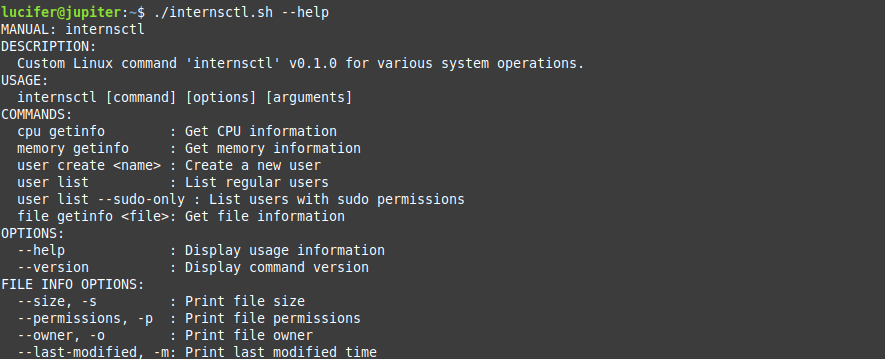 lucifer@jupiter:~$ ./internsctl.sh --help
MANUAL: internsctl
DESCRIPTION:
  Custom Linux command 'internsctl' v0.1.0 for various system operations.
USAGE:
  internsctl [command] [options] [arguments]
COMMANDS:
  cpu getinfo        : Get CPU information
  memory getinfo     : Get memory information
  user create <name> : Create a new user
  user list          : List regular users
  user list --sudo-only : List users with sudo permissions
  file getinfo <file>: Get file information
OPTIONS:
  --help             : Display usage information
  --version          : Display command version
FILE INFO OPTIONS:
  --size, -s         : Print file size
  --permissions, -p  : Print file permissions
  --owner, -o        : Print file owner
  --last-modified, -m: Print last modified time